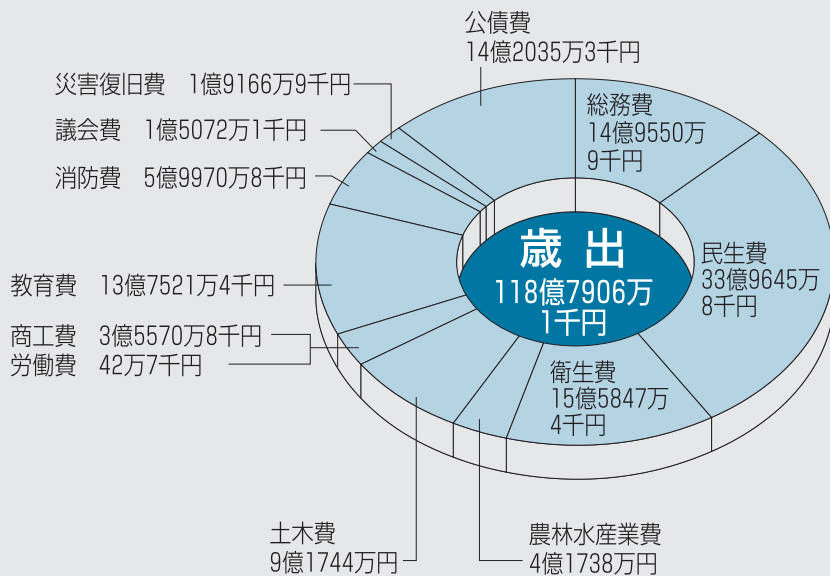 公債費
14億2035万3千円
災害復旧費 1億9166万9千円
議会費 1億5072万1千円
消防費 5億9970万8千円
総務費
14億9550万
9千円
歳出
118億7906万
1千円
民生費
33億9645万
8千円
教育費 13億7521万4千円
商工費 3億5570万8千円
労働費 42万7千円
衛生費
15億5847万
4千円
土木費
9億1744万円
農林水産業費
4億1738万円